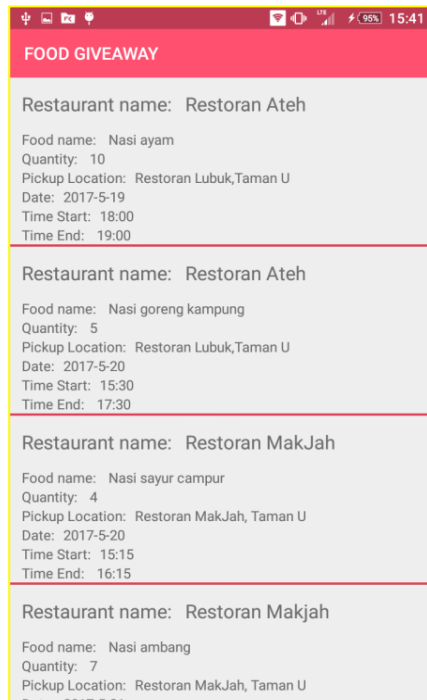 LTE 95% 15:41
FOOD GIVEAWAY
Restaurant name: Restoran Ateh
Food name: Nasi ayam
Quantity: 10
Pickup Location: Restoran Lubuk,Taman U
Date: 2017-5-19
Time Start: 18:00
Time End: 19:00
Restaurant name: Restoran Ateh
Food name: Nasi goreng kampung
Quantity: 5
Pickup Location: Restoran Lubuk,Taman U
Date: 2017-5-20
Time Start: 15:30
Time End: 17:30
Restaurant name: Restoran MakJah
Food name: Nasi sayur campur
Quantity: 4
Pickup Location: Restoran MakJah, Taman U
Date: 2017-5-20
Time Start: 15:15
Time End: 16:15
Restaurant name: Restoran Makjah
Food name: Nasi ambang
Quantity: 7
Pickup Location: Restoran MakJah, Taman U